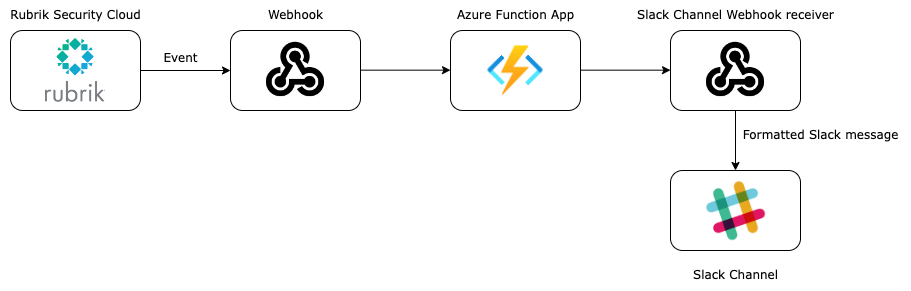 Rubrik Security Cloud
Webhook
Azure Function App
Slack Channel Webhook receiver
rubrik
Event
Formatted Slack message
Slack Channel